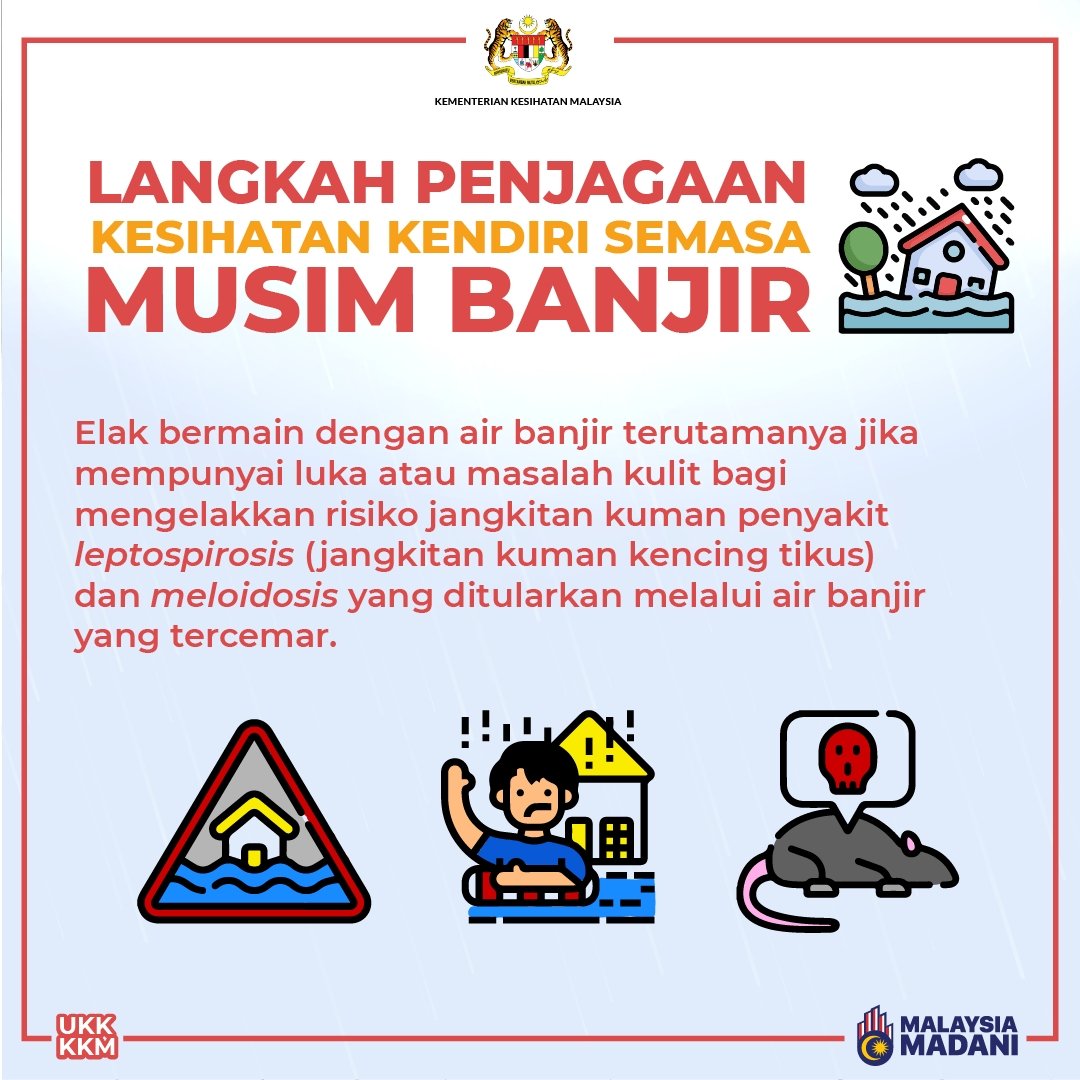 KEMENTERIAN KESIHATAN MALAYSIA
LANGKAH PENJAGAAN
KESIHATAN KENDIRI SEMASA
MUSIM BANJIR
Elak bermain dengan air banjir terutamanya jika
mempunyai luka atau masalah kulit bagi
mengelakkan risiko jangkitan kuman penyakit
leptospirosis (jangkitan kuman kencing tikus)
dan meloidosis yang ditularkan melalui air banjir
yang tercemar.
UKK
KKM
MALAYSIA
MADANI